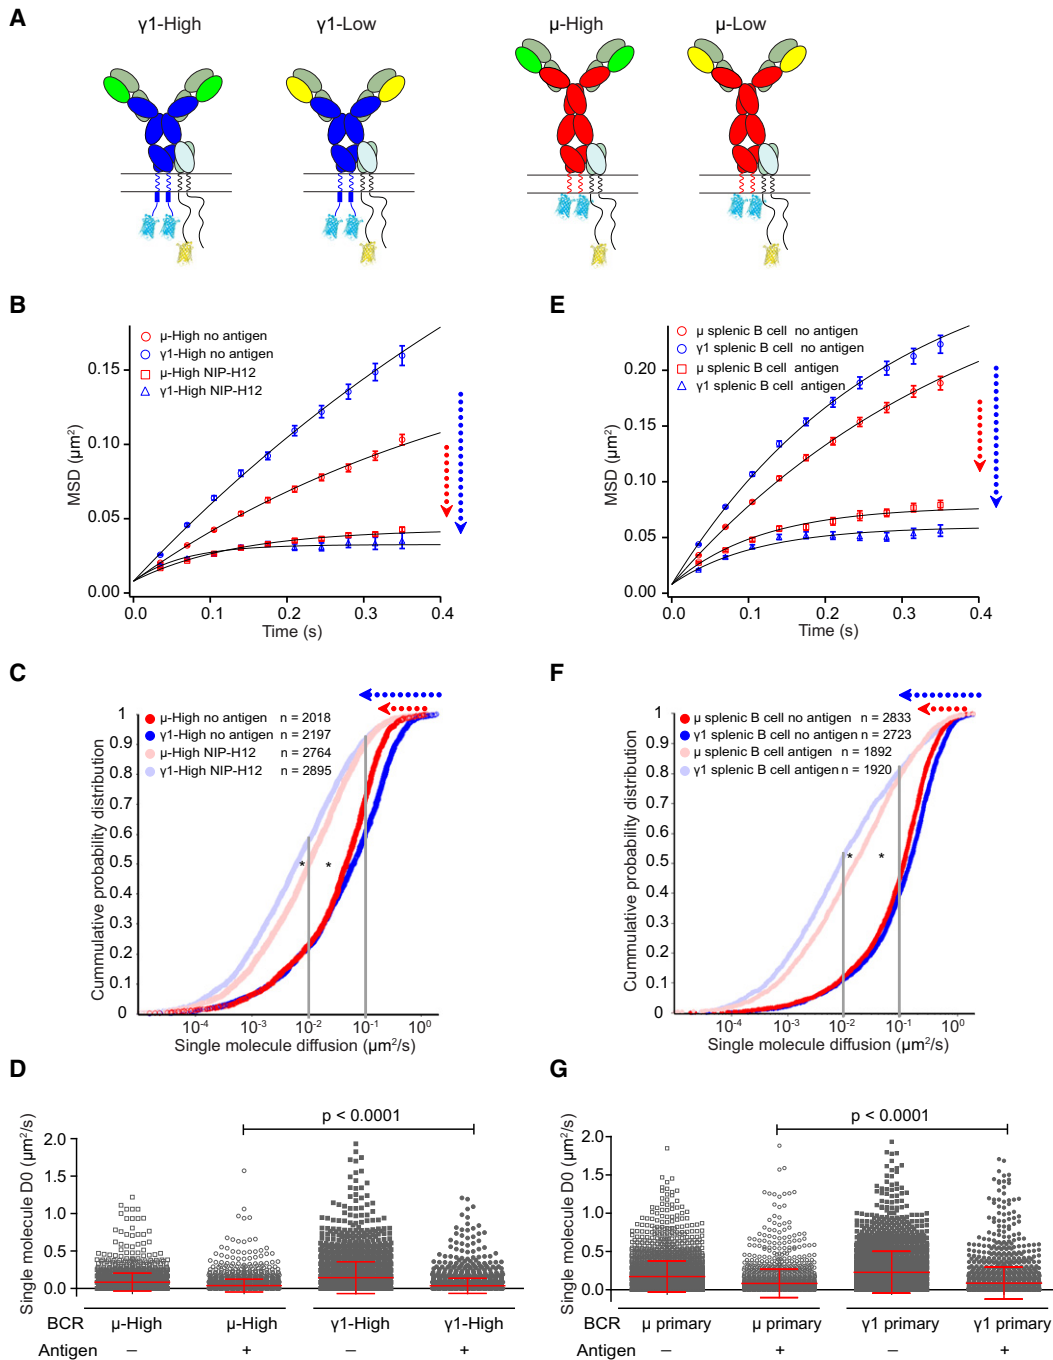 A
γ1-High
γ1-Low
μ-High
μ-Low
B
μ-High no antigen
γ1-High no antigen
μ-High NIP-H12
γ1-High NIP-H12
MSD (μm²)
0.15
0.10
0.05
0.00
0.0
0.1
0.2
0.3
0.4
Time (s)
E
μ splenic B cell no antigen
γ1 splenic B cell no antigen
μ splenic B cell antigen
γ1 splenic B cell antigen
MSD (μm²)
0.20
0.15
0.10
0.05
0.00
0.0
0.1
0.2
0.3
0.4
Time (s)
C
μ-High no antigen n = 2018
γ1-High no antigen n = 2197
μ-High NIP-H12 n = 2764
γ1-High NIP-H12 n = 2895
Cummulative probability distribution
1
0.9
0.8
0.7
0.6
0.5
0.4
0.3
0.2
0.1
0
* *
10⁻⁴
10⁻³
10⁻²
10⁻¹
10⁰
Single molecule diffusion (μm²/s)
F
μ splenic B cell no antigen n = 2833
γ1 splenic B cell no antigen n = 2723
μ splenic B cell antigen n = 1892
γ1 splenic B cell antigen n = 1920
Cummulative probability distribution
1
0.9
0.8
0.7
0.6
0.5
0.4
0.3
0.2
0.1
0
* *
10⁻⁴
10⁻³
10⁻²
10⁻¹
10⁰
Single molecule diffusion (μm²/s)
D
p < 0.0001
Single molecule D0 (μm²/s)
2.0
1.5
1.0
0.5
0.0
BCR μ-High μ-High γ1-High γ1-High
Antigen – + – +
G
p < 0.0001
Single molecule D0 (μm²/s)
2.0
1.5
1.0
0.5
0.0
BCR μ primary μ primary γ1 primary γ1 primary
Antigen – + – +